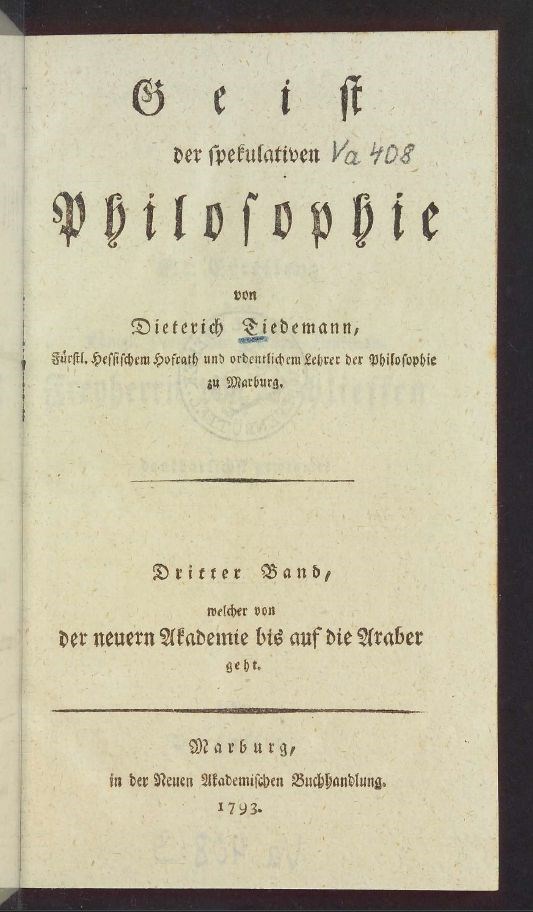 Geist
der spekulativen Va 408
Philosophie
von
Dieterich Tiedemann,
Fürstl. Hessischem Hofrath und ordentlichem Lehrer der Philosophie
zu Marburg.
Dritter Band,
welcher von
der neuern Akademie bis auf die Araber
geht.
Marburg,
in der Neuen Akademischen Buchhandlung.
1793.